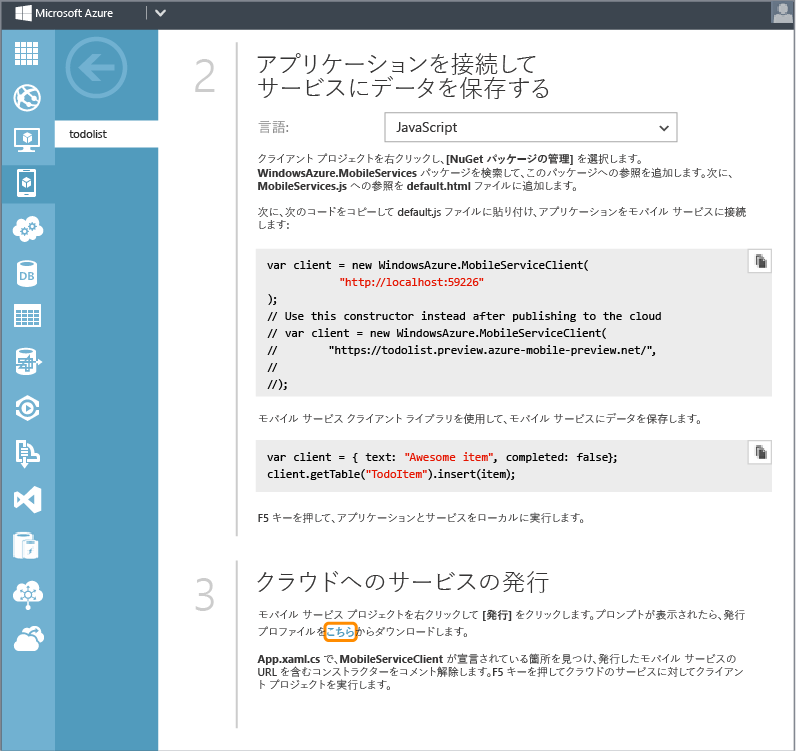 Microsoft Azure
todolist
DB
2
アプリケーションを接続して
サービスにデータを保存する
言語:
JavaScript
クライアント プロジェクトを右クリックし、[NuGet パッケージの管理] を選択します。
WindowsAzure.MobileServices パッケージを検索して、このパッケージへの参照を追加します。次に、
MobileServices.js への参照を default.html ファイルに追加します。
次に、次のコードをコピーして default.js ファイルに貼り付け、アプリケーションをモバイル サービスに接続
します:
var client = new WindowsAzure.MobileServiceClient(
"http://localhost:59226"
);
// Use this constructor instead after publishing to the cloud
// var client = new WindowsAzure.MobileServiceClient(
// "https://todolist.preview.azure-mobile-preview.net/",
//
//);
モバイル サービス クライアント ライブラリを使用して、モバイル サービスにデータを保存します。
var client = { text: "Awesome item", completed: false};
client.getTable("TodoItem").insert(item);
F5 キーを押して、アプリケーションとサービスをローカルに実行します。
3
クラウドへのサービスの発行
モバイル サービス プロジェクトを右クリックして [発行] をクリックします。プロンプトが表示されたら、発行
プロファイルをこちらからダウンロードします。
App.xaml.cs で、MobileServiceClient が宣言されている箇所を見つけ、発行したモバイル サービスの
URL を含むコンストラクターをコメント解除します。F5 キーを押してクラウドのサービスに対してクライアン
ト プロジェクトを実行します。